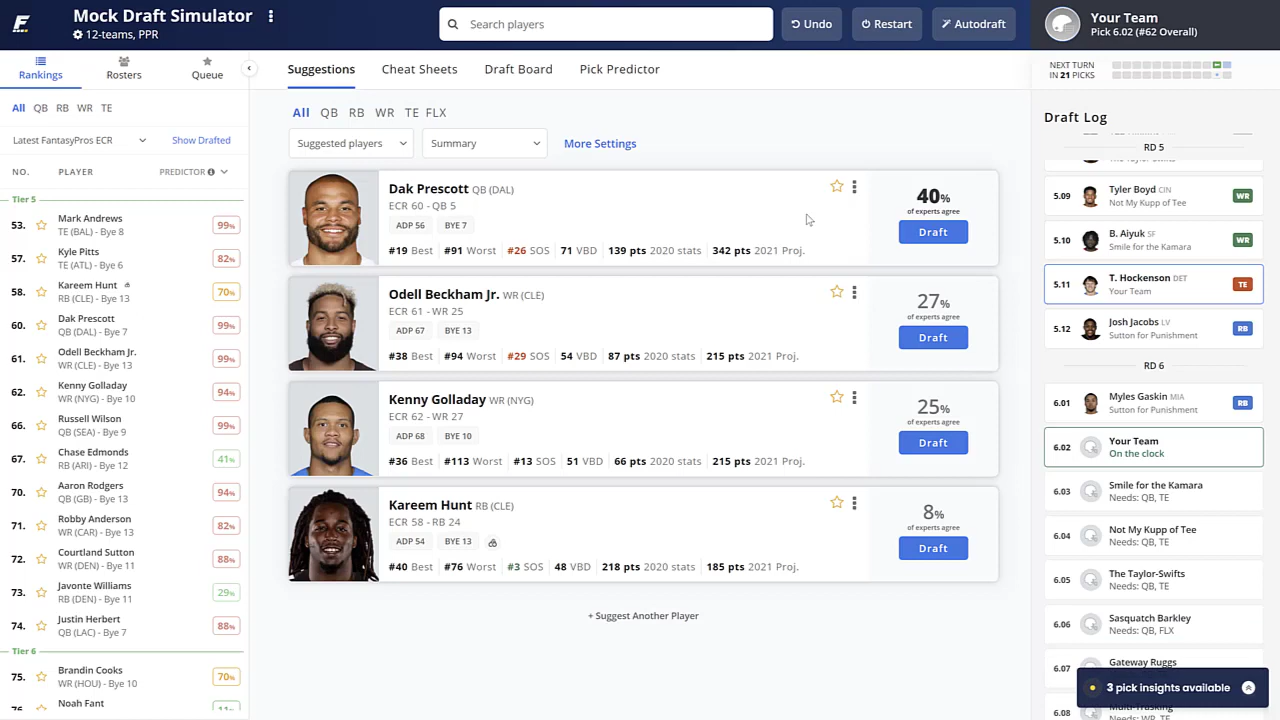 Mock Draft Simulator
12-teams, PPR
Search players
Undo
Restart
Autodraft
Your Team
Pick 6.02 (#62 Overall)
Rankings
Rosters
Queue
Suggestions
Cheat Sheets
Draft Board
Pick Predictor
NEXT TURN
IN 21 PICKS
All QB RB WR TE
Latest FantasyPros ECR
Show Drafted
NO. PLAYER PREDICTOR
Tier 5
53. Mark Andrews
TE (BAL) - Bye 8
99%
57. Kyle Pitts
TE (ATL) - Bye 6
82%
58. Kareem Hunt
RB (CLE) - Bye 13
70%
60. Dak Prescott
QB (DAL) - Bye 7
99%
61. Odell Beckham Jr.
WR (CLE) - Bye 13
99%
62. Kenny Golladay
WR (NYG) - Bye 10
94%
66. Russell Wilson
QB (SEA) - Bye 9
99%
67. Chase Edmonds
RB (ARI) - Bye 12
41%
70. Aaron Rodgers
QB (GB) - Bye 13
94%
71. Robby Anderson
WR (CAR) - Bye 13
82%
72. Courtland Sutton
WR (DEN) - Bye 11
88%
73. Javonte Williams
RB (DEN) - Bye 11
29%
74. Justin Herbert
QB (LAC) - Bye 7
88%
Tier 6
75. Brandin Cooks
WR (HOU) - Bye 10
70%
Noah Fant
All QB RB WR TE FLX
Suggested players
Summary
More Settings
Dak Prescott QB (DAL)
ECR 60 - QB 5
ADP 56 BYE 7
#19 Best #91 Worst #26 SOS 71 VBD 139 pts 2020 stats 342 pts 2021 Proj.
40%
of experts agree
Draft
Odell Beckham Jr. WR (CLE)
ECR 61 - WR 25
ADP 67 BYE 13
#38 Best #94 Worst #29 SOS 54 VBD 87 pts 2020 stats 215 pts 2021 Proj.
27%
of experts agree
Draft
Kenny Golladay WR (NYG)
ECR 62 - WR 27
ADP 68 BYE 10
#36 Best #113 Worst #13 SOS 51 VBD 66 pts 2020 stats 215 pts 2021 Proj.
25%
of experts agree
Draft
Kareem Hunt RB (CLE)
ECR 58 - RB 24
ADP 54 BYE 13
#40 Best #76 Worst #3 SOS 48 VBD 218 pts 2020 stats 185 pts 2021 Proj.
8%
of experts agree
Draft
+ Suggest Another Player
Draft Log
RD 5
5.09 Tyler Boyd CIN
Not My Kupp of Tee
WR
5.10 B. Aiyuk SF
Smile for the Kamara
WR
5.11 T. Hockenson DET
Your Team
TE
5.12 Josh Jacobs LV
Sutton for Punishment
RB
RD 6
6.01 Myles Gaskin MIA
Sutton for Punishment
RB
6.02 Your Team
On the clock
6.03 Smile for the Kamara
Needs: QB, TE
6.04 Not My Kupp of Tee
Needs: QB, TE
6.05 The Taylor-Swifts
Needs: QB, TE
6.06 Sasquatch Barkley
Needs: QB, FLX
6.07 Gateway Ruggs
3 pick insights available
6.08